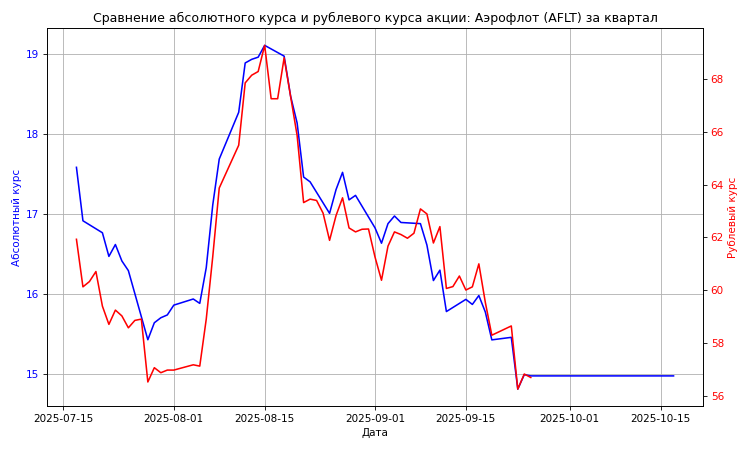 Сравнение абсолютного курса и рублевого курса акции: Аэрофлот (AFLT) за квартал
19
18
17
16
15
Абсолютный курс
68
66
64
62
60
58
56
Рублевый курс
2025-07-15 2025-08-01 2025-08-15 2025-09-01 2025-09-15 2025-10-01 2025-10-15
Дата